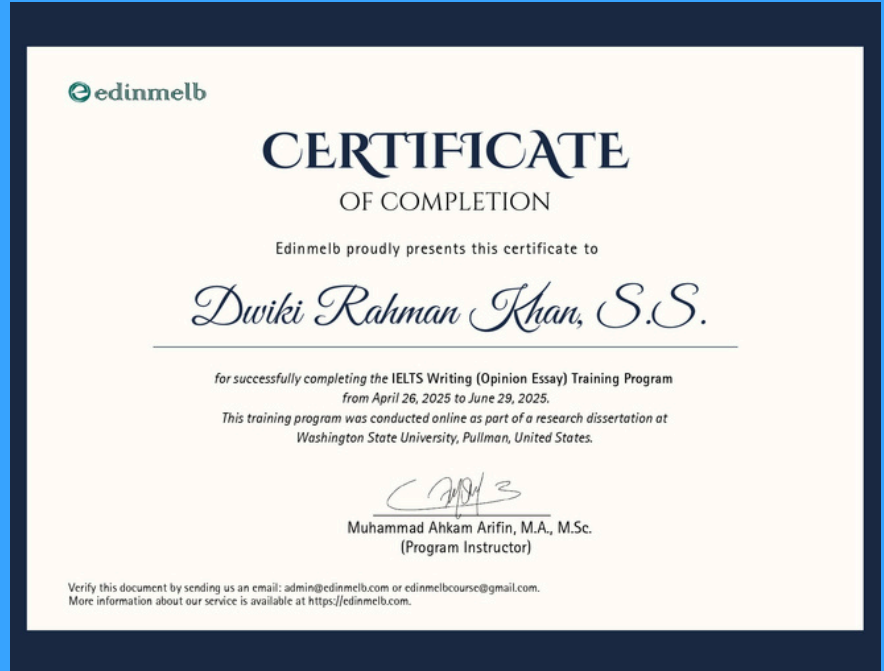 edinmelb
CERTIFICATE
OF COMPLETION
Edinmelb proudly presents this certificate to
Dwiki Rahman Khan, S.S.
for successfully completing the IELTS Writing (Opinion Essay) Training Program
from April 26, 2025 to June 29, 2025.
This training program was conducted online as part of a research dissertation at
Washington State University, Pullman, United States.
Muhammad Ahkam Arifin, M.A., M.Sc.
(Program Instructor)
Verify this document by sending us an email: admin@edinmelb.com or edinmelbcourse@gmail.com.
More information about our service is available at https://edinmelb.com.